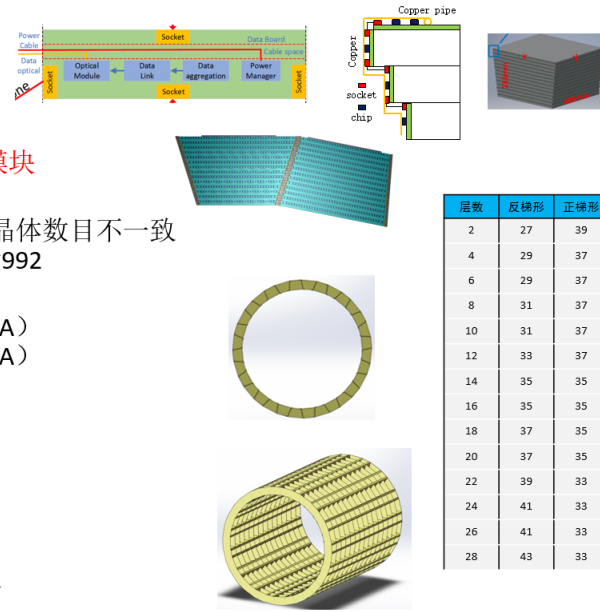 Power
Cable
Data
optical
Socket
Data Board
Cable space
Socket
Optical
Module
Data
Link
Data
aggregation
Power
Manager
Socket
Socket
Copper pipe
Copper
socket
chip
模块
晶体数目不一致
992
A）
A）
层数 反梯形 正梯形
2 27 39
4 29 37
6 29 37
8 31 37
10 31 37
12 33 37
14 35 35
16 35 35
18 37 35
20 37 35
22 39 33
24 41 33
26 41 33
28 43 33